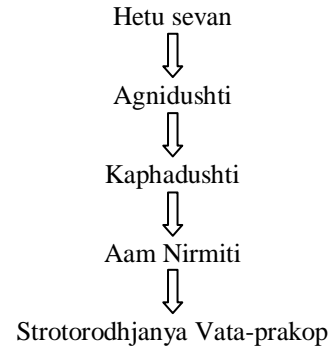 Hetu sevan
Agnidushti
Kaphadushti
Aam Nirmiti
Strotorodhjanya Vata-prakop